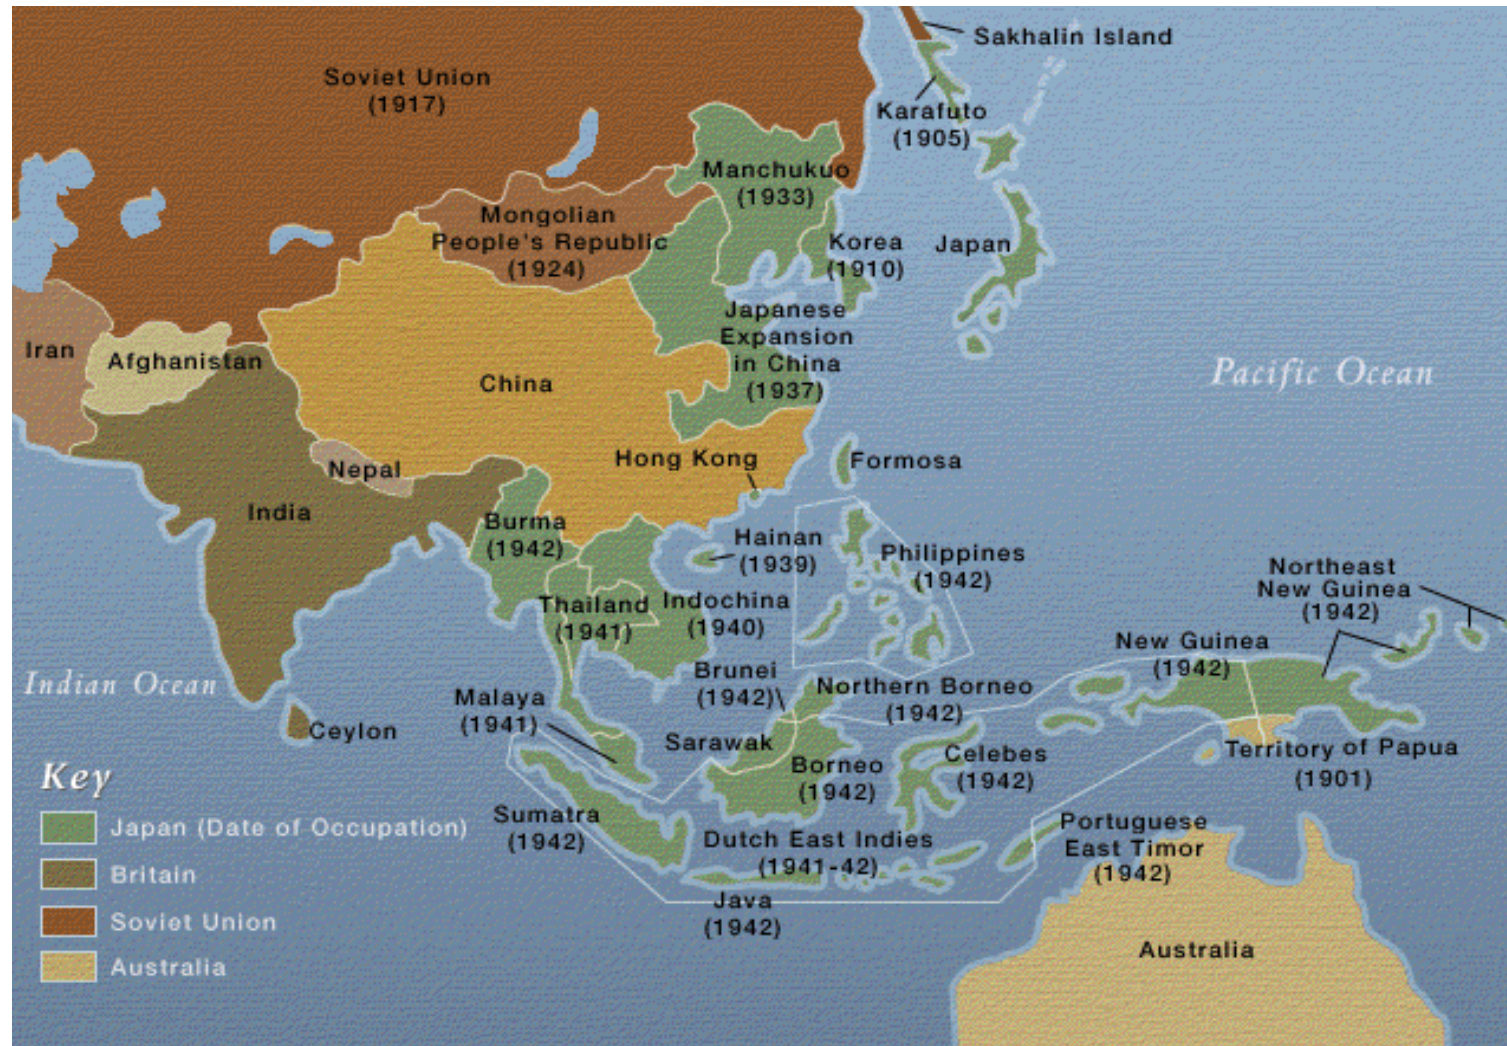 Sakhalin Island
Soviet Union
(1917)
Karafuto
(1905)
Manchukuo
(1933)
Mongolian
People's Republic
(1924)
Korea
(1910)
Japan
Japanese
Expansion
in China
(1937)
Iran
Afghanistan
China
Pacific Ocean
Hong Kong
Formosa
Nepal
India
Burma
(1942)
Hainan
(1939)
Philippines
(1942)
Northeast
New Guinea
(1942)
Thailand
(1941)
Indochina
(1940)
New Guinea
(1942)
Indian Ocean
Brunei
(1942)
Northern Borneo
(1942)
Malaya
(1941)
Ceylon
Sarawak
Celebes
(1942)
Territory of Papua
(1901)
Borneo
(1942)
Key
Japan (Date of Occupation)
Britain
Soviet Union
Australia
Sumatra
(1942)
Dutch East Indies
(1941-42)
Portuguese
East Timor
(1942)
Java
(1942)
Australia